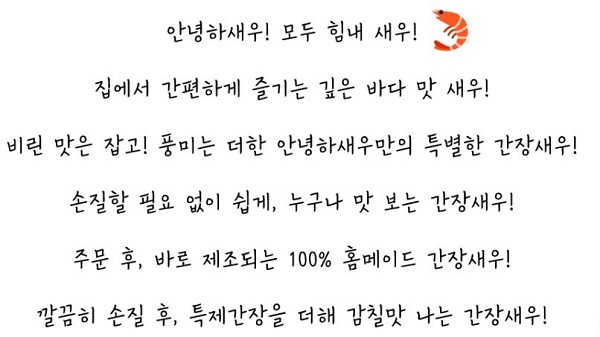 안녕하새우! 모두 힘내 새우!
집에서 간편하게 즐기는 깊은 바다 맛 새우!
비린 맛은 잡고! 풍미는 더한 안녕하새우만의 특별한 간장새우!
손질할 필요 없이 쉽게, 누구나 맛 보는 간장새우!
주문 후, 바로 제조되는 100% 홈메이드 간장새우!
깔끔히 손질 후, 특제간장을 더해 감칠맛 나는 간장새우!